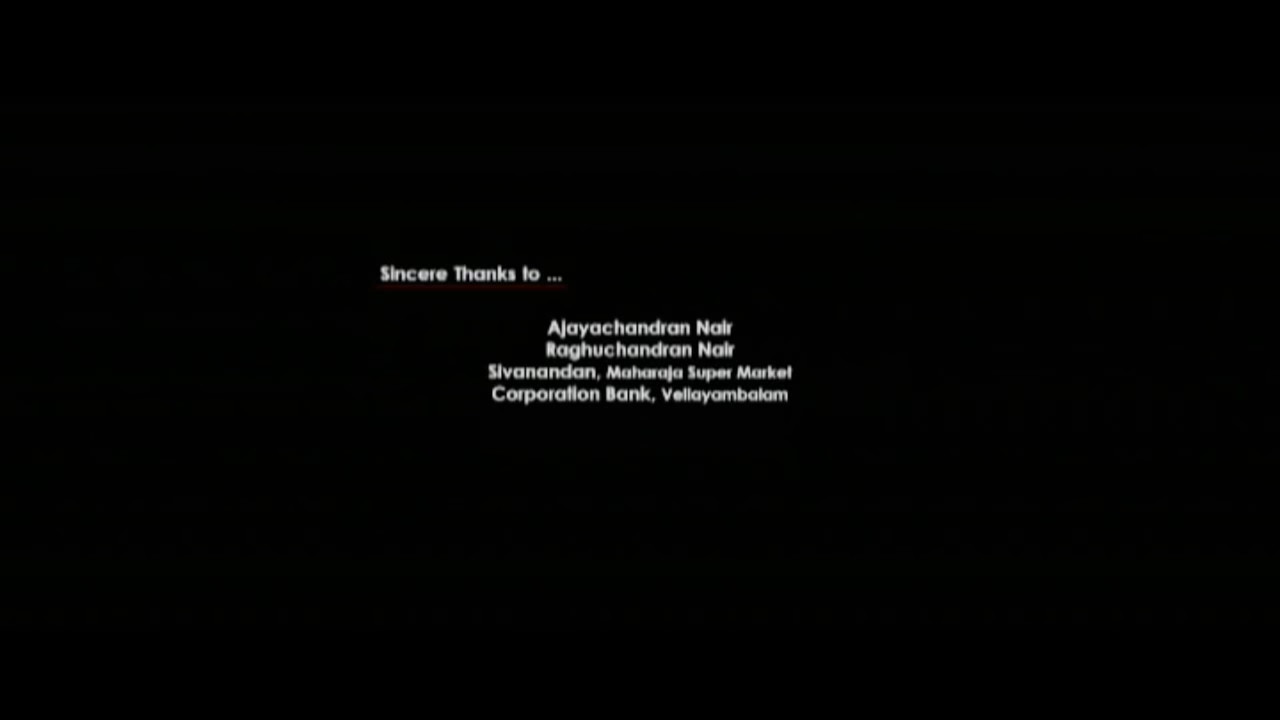 Sincere Thanks to ...
Ajayachandran Nair
Raghuchandran Nair
Sivanandan, Maharaja Super Market
Corporation Bank, Vellayambalam